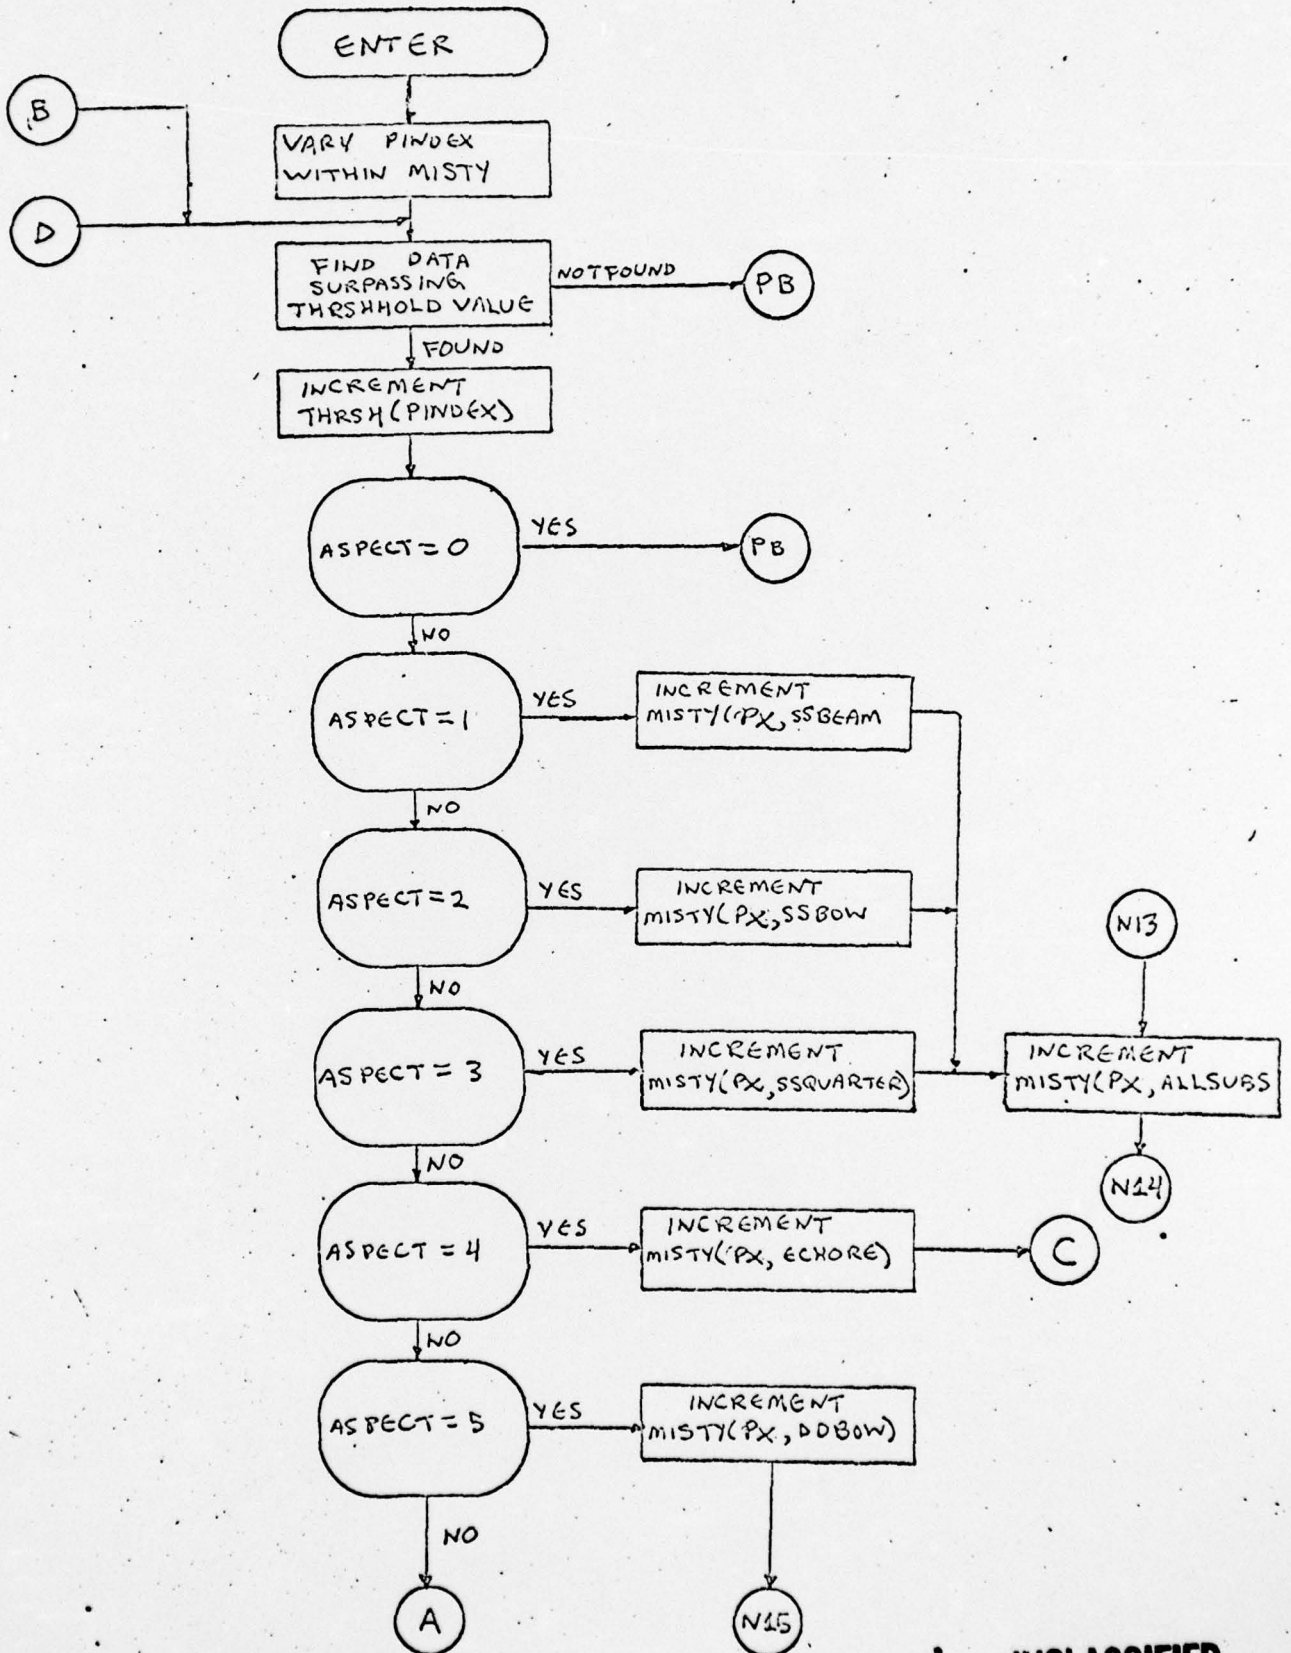 ENTER
B
VARY PINDEX
WITHIN MISTY
D
FIND DATA
SURPASSING
THRSHHOLD VALUE
NOTFOUND
PB
FOUND
INCREMENT
THRSH(PINDEX)
ASPECT = 0
YES
PB
NO
ASPECT = 1
YES
INCREMENT
MISTY(PX, SSBEAM
NO
ASPECT = 2
YES
INCREMENT
MISTY(PX, SSBOW
N13
NO
ASPECT = 3
YES
INCREMENT
MISTY(PX, SSQUARTER)
INCREMENT
MISTY(PX, ALLSUBS
NO
N14
ASPECT = 4
YES
INCREMENT
MISTY(PX, ECHORE)
C
NO
ASPECT = 5
YES
INCREMENT
MISTY(PX, DDBOW)
NO
A
N15
UNCLASSIFIED